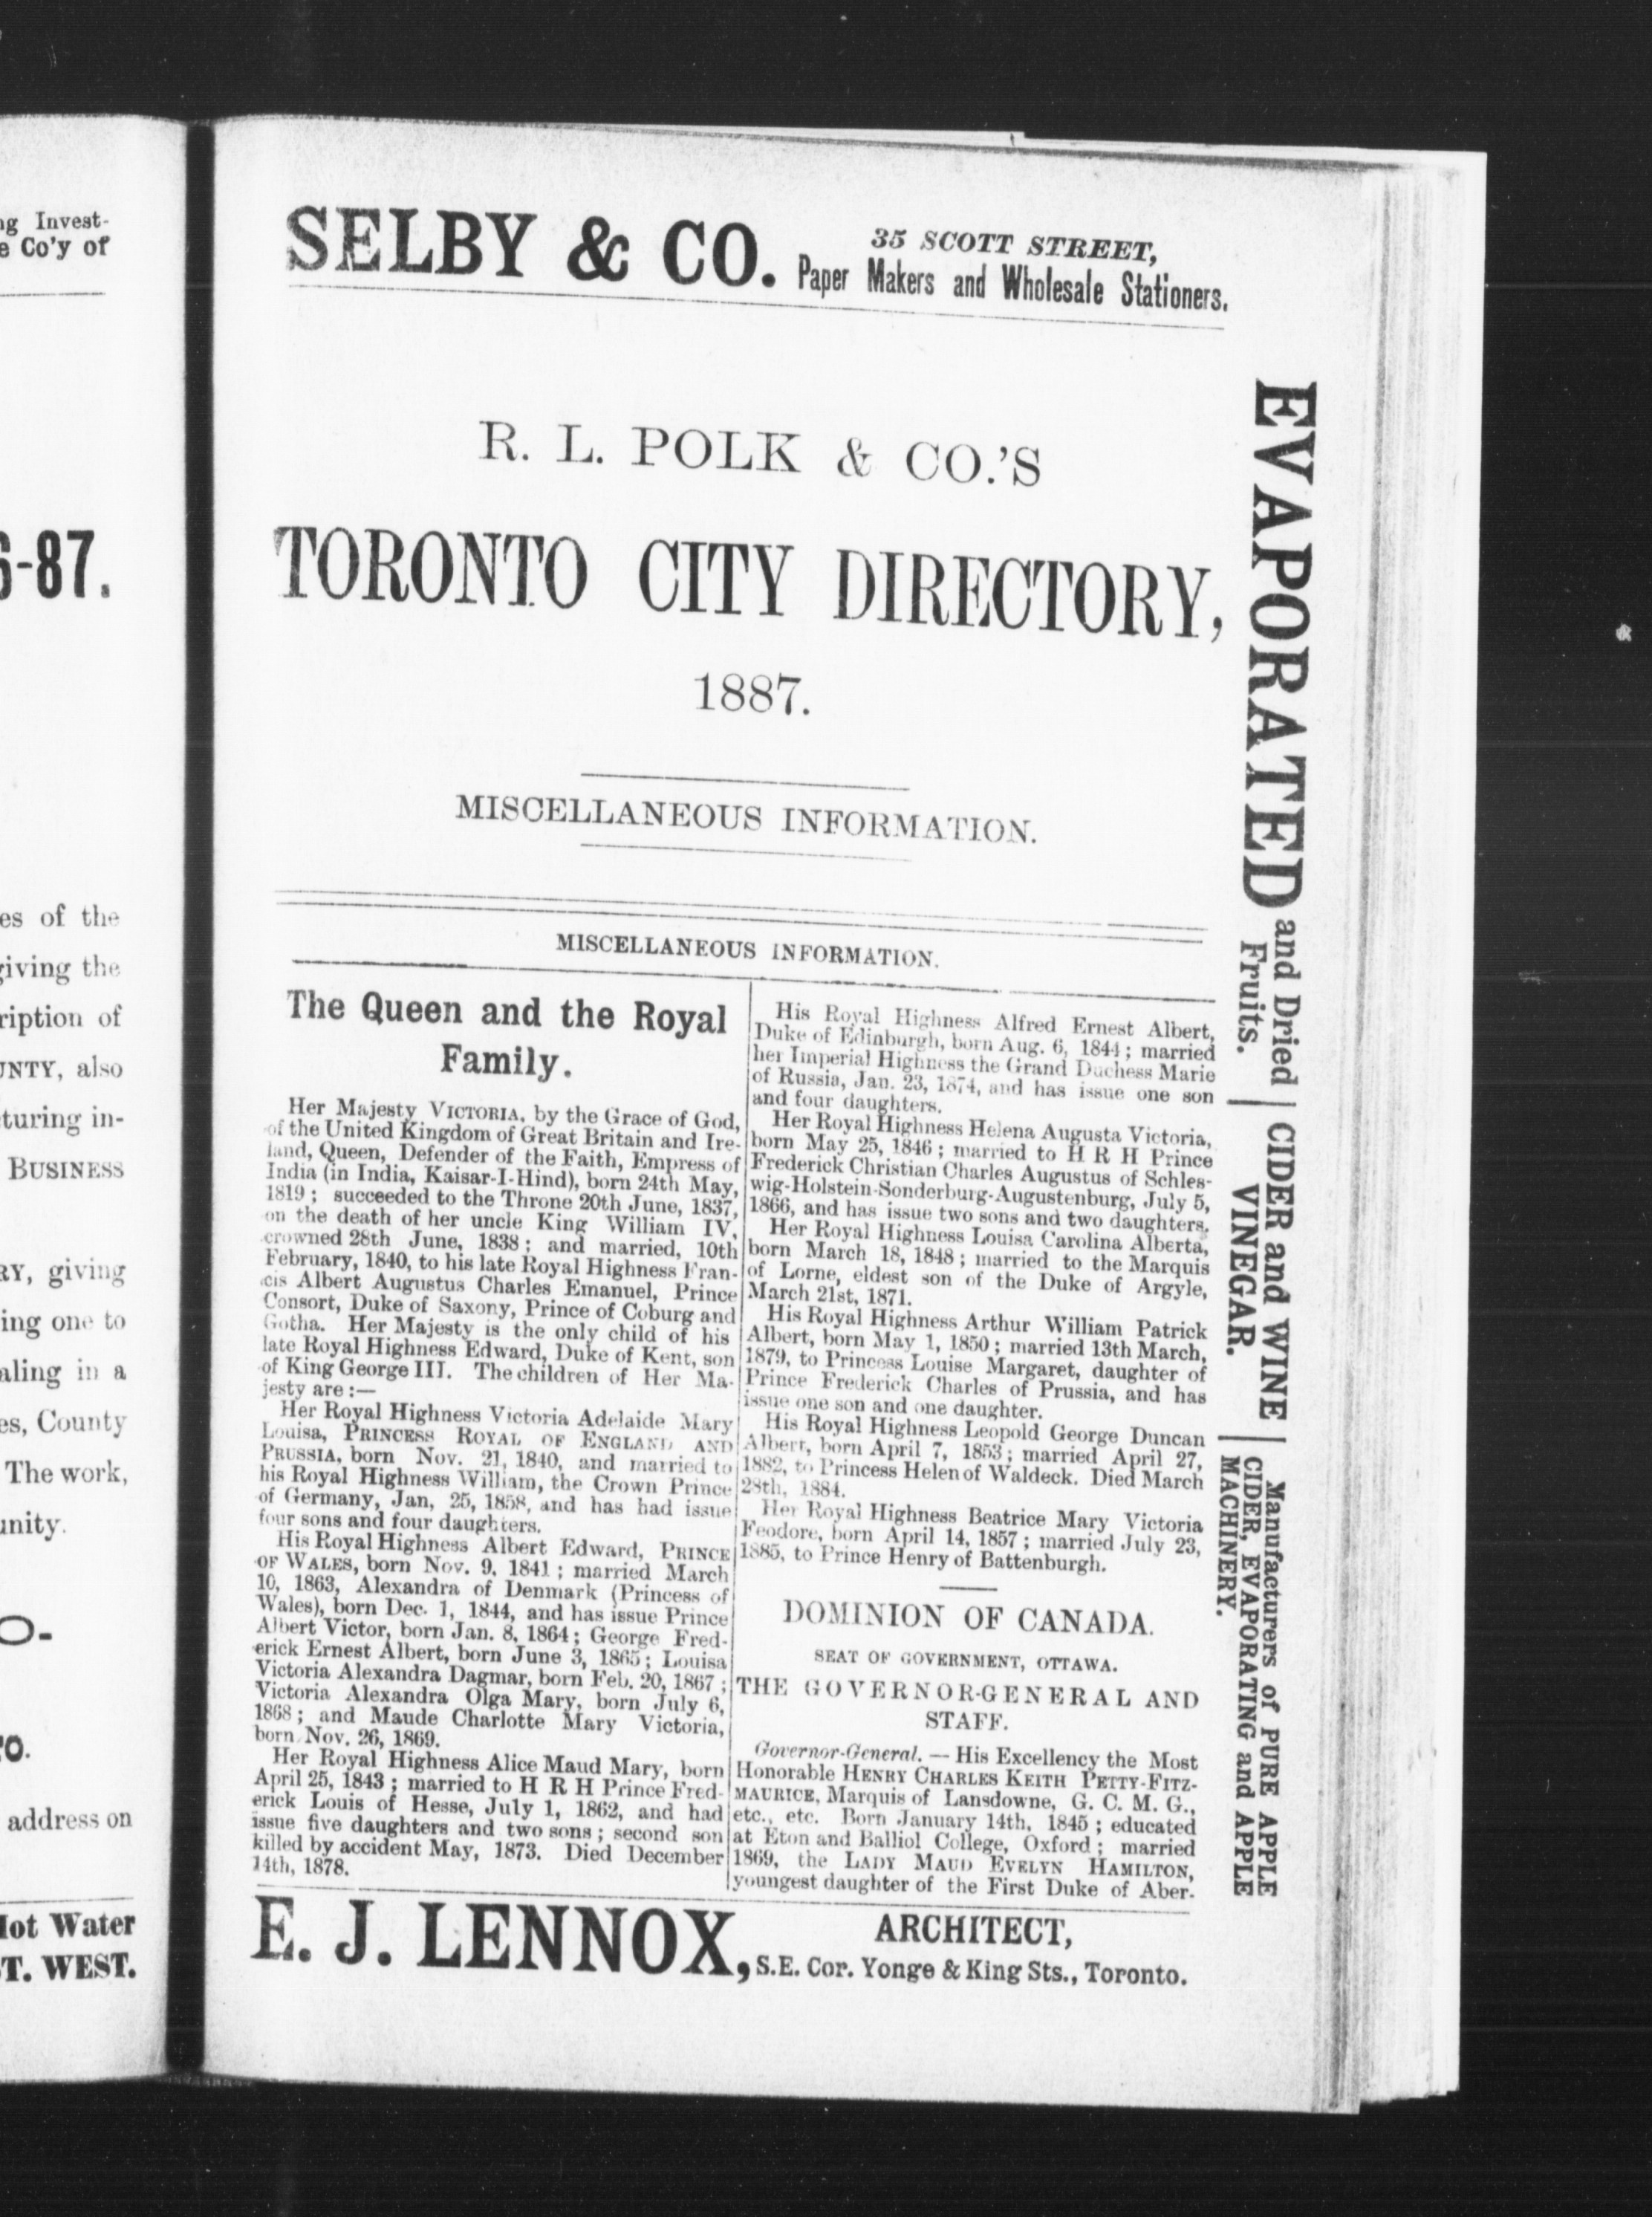 ng Invest-
e Co'y of
6-87.
es of the
giving the
ription of
UNTY, also
cturing in-
BUSINESS
RY, giving
ing one to
aling in a
es, County
The work,
unity.
O-
TO.
address on
Hot Water
ST. WEST.
SELBY & CO. 35 SCOTT STREET,
Paper Makers and Wholesale Stationers.
R. L. POLK & CO.'S
TORONTO CITY DIRECTORY,
1887.
MISCELLANEOUS INFORMATION.
MISCELLANEOUS INFORMATION.
The Queen and the Royal
Family.
Her Majesty VICTORIA, by the Grace of God,
of the United Kingdom of Great Britain and Ire-
land, Queen, Defender of the Faith, Empress of
India (in India, Kaisar-I-Hind), born 24th May,
1819; succeeded to the Throne 20th June, 1837,
on the death of her uncle King William IV,
crowned 28th June, 1838; and married, 10th
February, 1840, to his late Royal Highness Fran-
cis Albert Augustus Charles Emanuel, Prince
Consort, Duke of Saxony, Prince of Coburg and
Gotha. Her Majesty is the only child of his
late Royal Highness Edward, Duke of Kent, son
of King George III. The children of Her Ma-
jesty are:—
Her Royal Highness Victoria Adelaide Mary
Louisa, PRINCESS ROYAL OF ENGLAND AND
PRUSSIA, born Nov. 21, 1840, and married to
his Royal Highness William, the Crown Prince
of Germany, Jan, 25, 1858, and has had issue
four sons and four daughters.
His Royal Highness Albert Edward, PRINCE
OF WALES, born Nov. 9, 1841; married March
10, 1863, Alexandra of Denmark (Princess of
Wales), born Dec. 1, 1844, and has issue Prince
Albert Victor, born Jan. 8, 1864; George Fred-
erick Ernest Albert, born June 3, 1865; Louisa
Victoria Alexandra Dagmar, born Feb. 20, 1867;
Victoria Alexandra Olga Mary, born July 6,
1868; and Maude Charlotte Mary Victoria,
born Nov. 26, 1869.
Her Royal Highness Alice Maud Mary, born
April 25, 1843; married to H R H Prince Fred-
erick Louis of Hesse, July 1, 1862, and had
issue five daughters and two sons; second son
killed by accident May, 1873. Died December
14th, 1878.
His Royal Highness Alfred Ernest Albert,
Duke of Edinburgh, born Aug. 6, 1844; married
her Imperial Highness the Grand Duchess Marie
of Russia, Jan. 23, 1874, and has issue one son
and four daughters.
Her Royal Highness Helena Augusta Victoria,
born May 25, 1846; married to H R H Prince
Frederick Christian Charles Augustus of Schles-
wig-Holstein-Sonderburg-Augustenburg, July 5,
1866, and has issue two sons and two daughters.
Her Royal Highness Louisa Carolina Alberta,
born March 18, 1848; married to the Marquis
of Lorne, eldest son of the Duke of Argyle,
March 21st, 1871.
His Royal Highness Arthur William Patrick
Albert, born May 1, 1850; married 13th March,
1879, to Princess Louise Margaret, daughter of
Prince Frederick Charles of Prussia, and has
issue one son and one daughter.
His Royal Highness Leopold George Duncan
Albert, born April 7, 1853; married April 27,
1882, to Princess Helen of Waldeck. Died March
28th, 1884.
Her Royal Highness Beatrice Mary Victoria
Feodore, born April 14, 1857; married July 23,
1885, to Prince Henry of Battenburgh.
DOMINION OF CANADA.
SEAT OF GOVERNMENT, OTTAWA.
THE GOVERNOR-GENERAL AND
STAFF.
Governor-General. — His Excellency the Most
Honorable HENRY CHARLES KEITH PETTY-FITZ-
MAURICE, Marquis of Lansdowne, G. C. M. G.,
etc., etc. Born January 14th, 1845; educated
at Eton and Balliol College, Oxford; married
1869, the LADY MAUD EVELYN HAMILTON,
youngest daughter of the First Duke of Aber.
E. J. LENNOX, ARCHITECT,
S.E. Cor. Yonge & King Sts., Toronto.
EVAPORATED and Dried
Fruits.
CIDER and WINE
VINEGAR.
Manufacturers of PURE APPLE
CIDER, EVAPORATING and APPLE
MACHINERY.